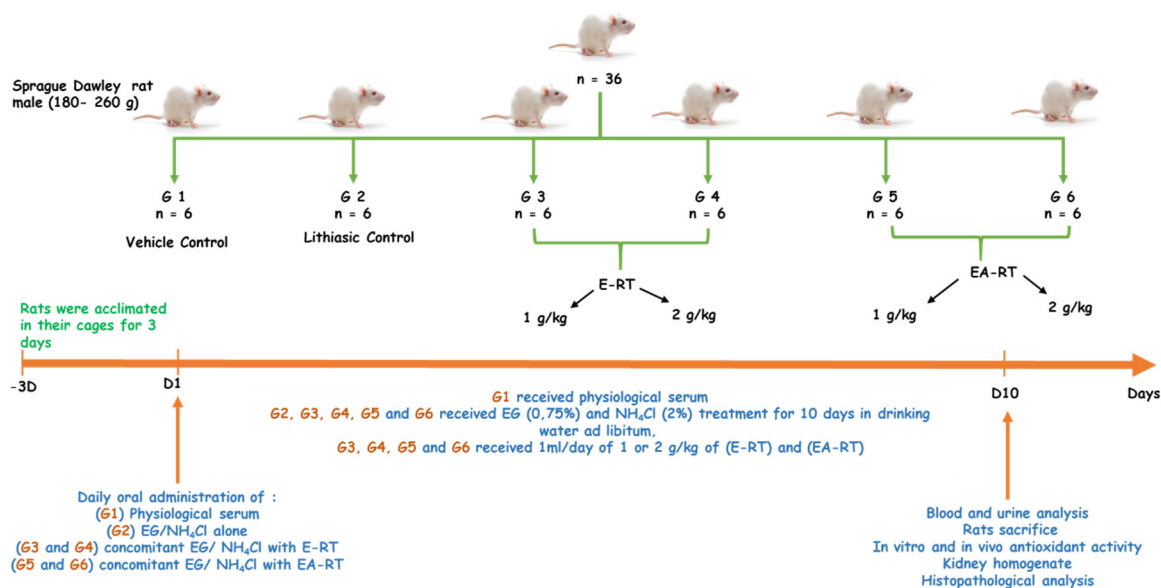 n = 36
Sprague Dawley rat
male (180- 260 g)
G 1
n = 6
Vehicle Control
G 2
n = 6
Lithiasic Control
G 3
n = 6
G 4
n = 6
G 5
n = 6
G 6
n = 6
E-RT
1 g/kg
2 g/kg
EA-RT
1 g/kg
2 g/kg
Rats were acclimated
in their cages for 3
days
-3D
D1
D10
Days
G1 received physiological serum
G2, G3, G4, G5 and G6 received EG (0,75%) and NH₄Cl (2%) treatment for 10 days in drinking
water ad libitum,
G3, G4, G5 and G6 received 1ml/day of 1 or 2 g/kg of (E-RT) and (EA-RT)
Daily oral administration of :
(G1) Physiological serum
(G2) EG/NH₄Cl alone
(G3 and G4) concomitant EG/ NH₄Cl with E-RT
(G5 and G6) concomitant EG/ NH₄Cl with EA-RT
Blood and urine analysis
Rats sacrifice
In vitro and in vivo antioxidant activity
Kidney homogenate
Histopathological analysis